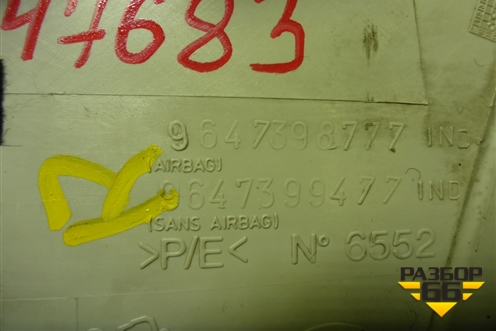 47683
9647398777 IND
(AIRBAG)
9647399477 IND
(SANS AIRBAG)
>P/E< N° 6552
РАЗБОР
66